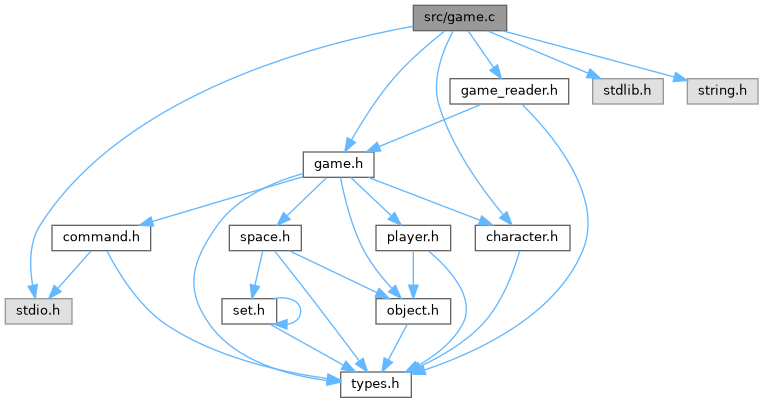 src/game.c
game_reader.h
stdlib.h
string.h
game.h
command.h
space.h
player.h
character.h
stdio.h
set.h
object.h
types.h